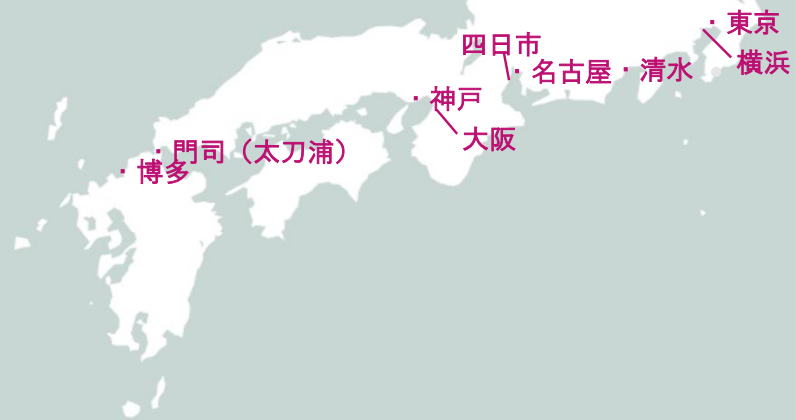 ・東京
横浜
四日市
・名古屋
・清水
・神戸
大阪
・門司（太刀浦）
・博多